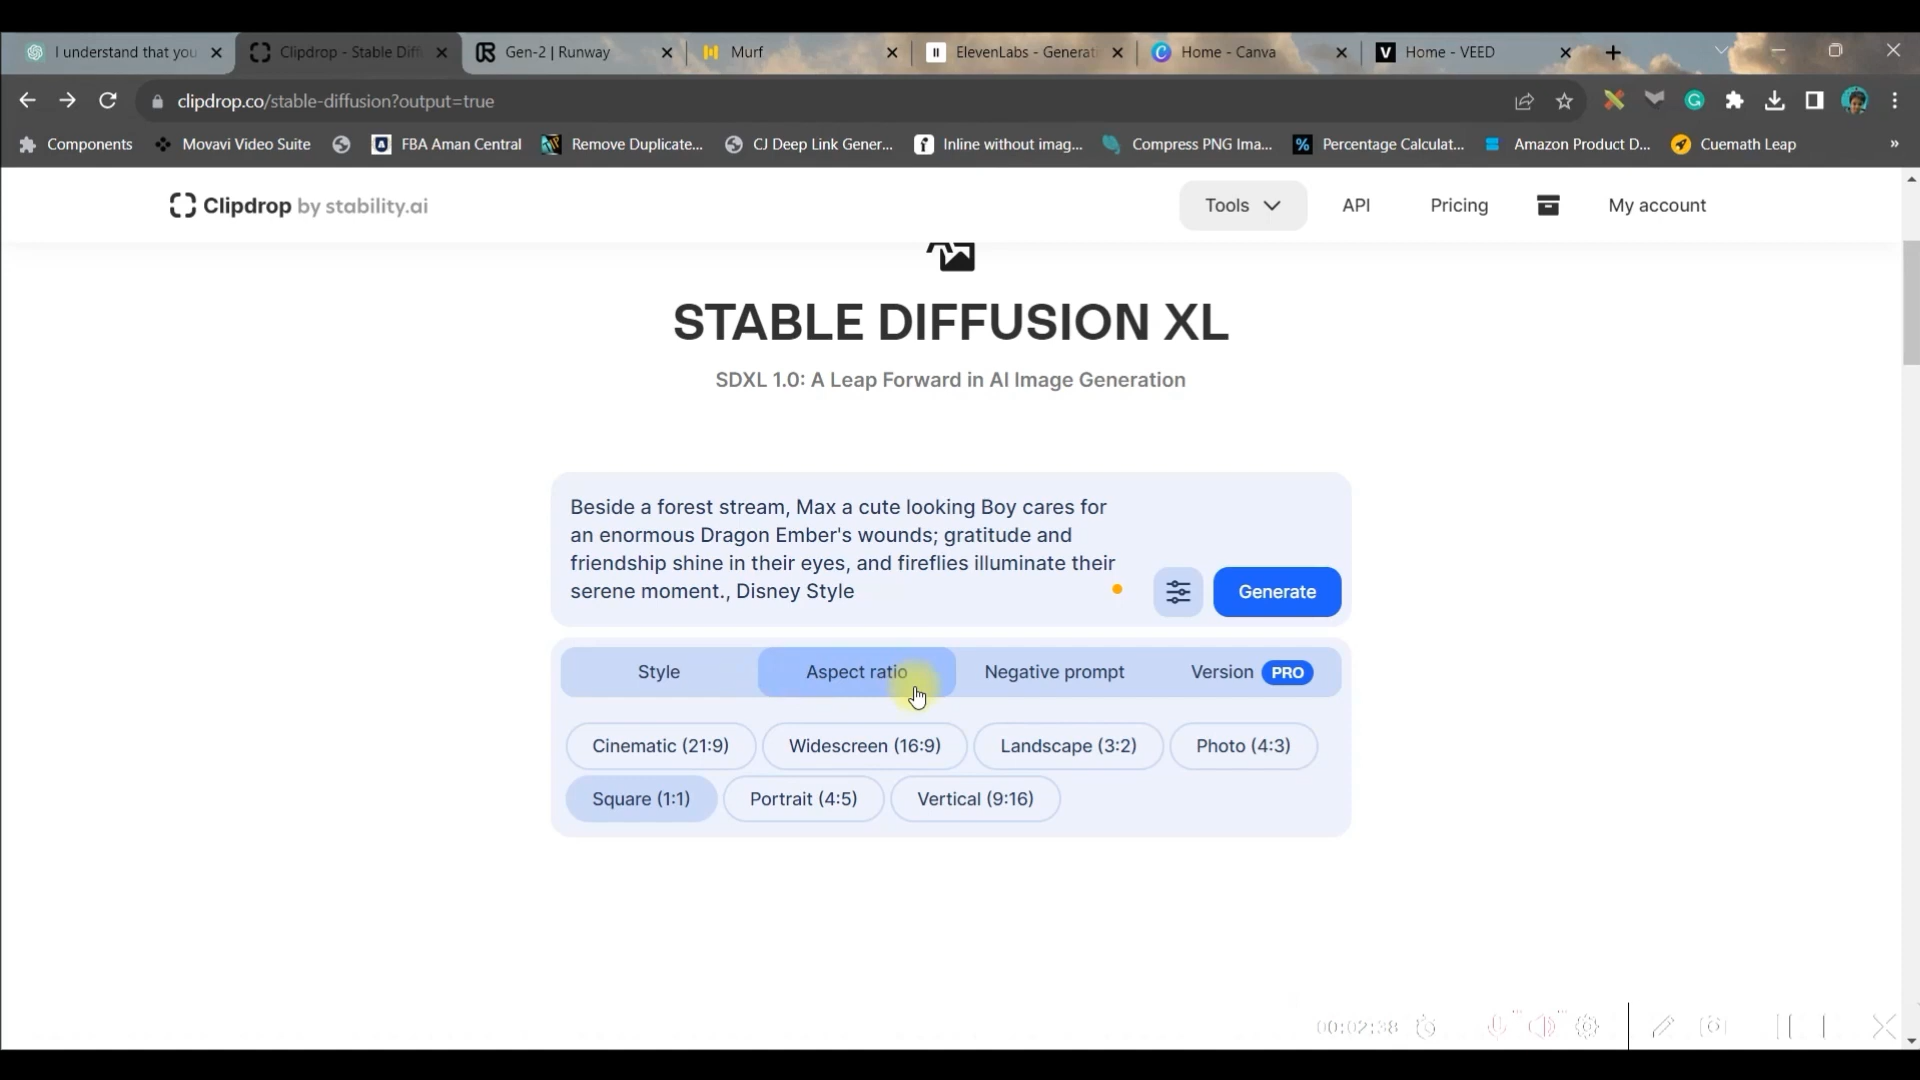 I understand that you
Clipdrop - Stable Diff
Gen-2 | Runway
Murf
ElevenLabs - Generati
Home - Canva
Home - VEED
clipdrop.co/stable-diffusion?output=true
Components
Movavi Video Suite
FBA Aman Central
Remove Duplicate...
CJ Deep Link Gener...
Inline without imag...
Compress PNG Ima...
Percentage Calculat...
Amazon Product D...
Cuemath Leap
»
Clipdrop by stability.ai
Tools
API
Pricing
My account
STABLE DIFFUSION XL
SDXL 1.0: A Leap Forward in AI Image Generation
Beside a forest stream, Max a cute looking Boy cares for
an enormous Dragon Ember's wounds; gratitude and
friendship shine in their eyes, and fireflies illuminate their
serene moment., Disney Style
Generate
Style
Aspect ratio
Negative prompt
Version PRO
Cinematic (21:9)
Widescreen (16:9)
Landscape (3:2)
Photo (4:3)
Square (1:1)
Portrait (4:5)
Vertical (9:16)
00:02:38